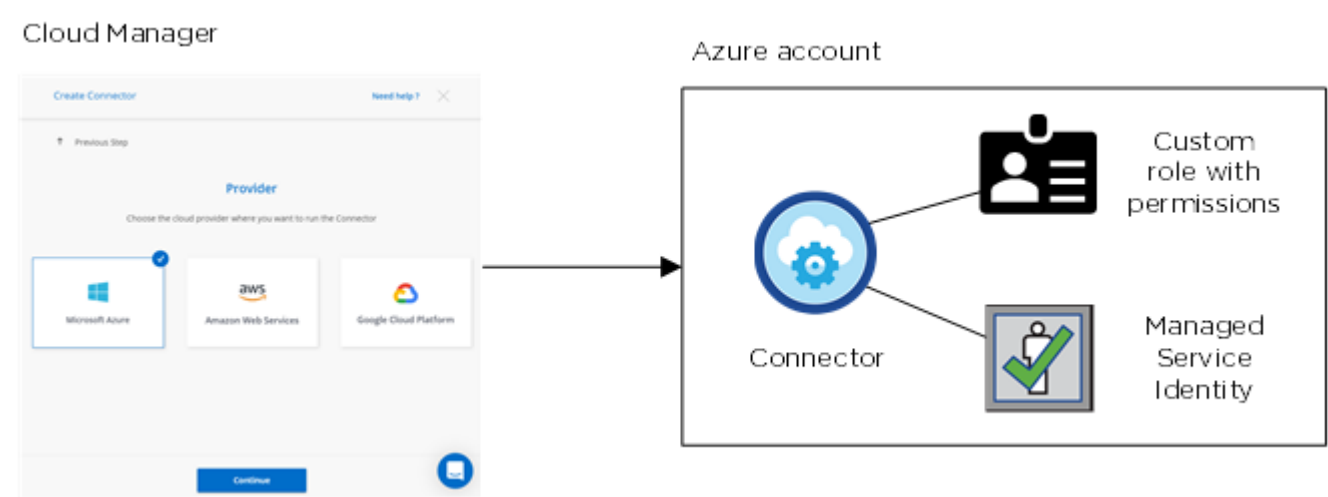 Cloud Manager
Create Connector
Need help ?
Previous Step
Provider
Choose the cloud provider where you want to run the Connector
Microsoft Azure
aws
Amazon Web Services
Google Cloud Platform
Continue
Azure account
Connector
Custom
role with
permissions
Managed
Service
Identity